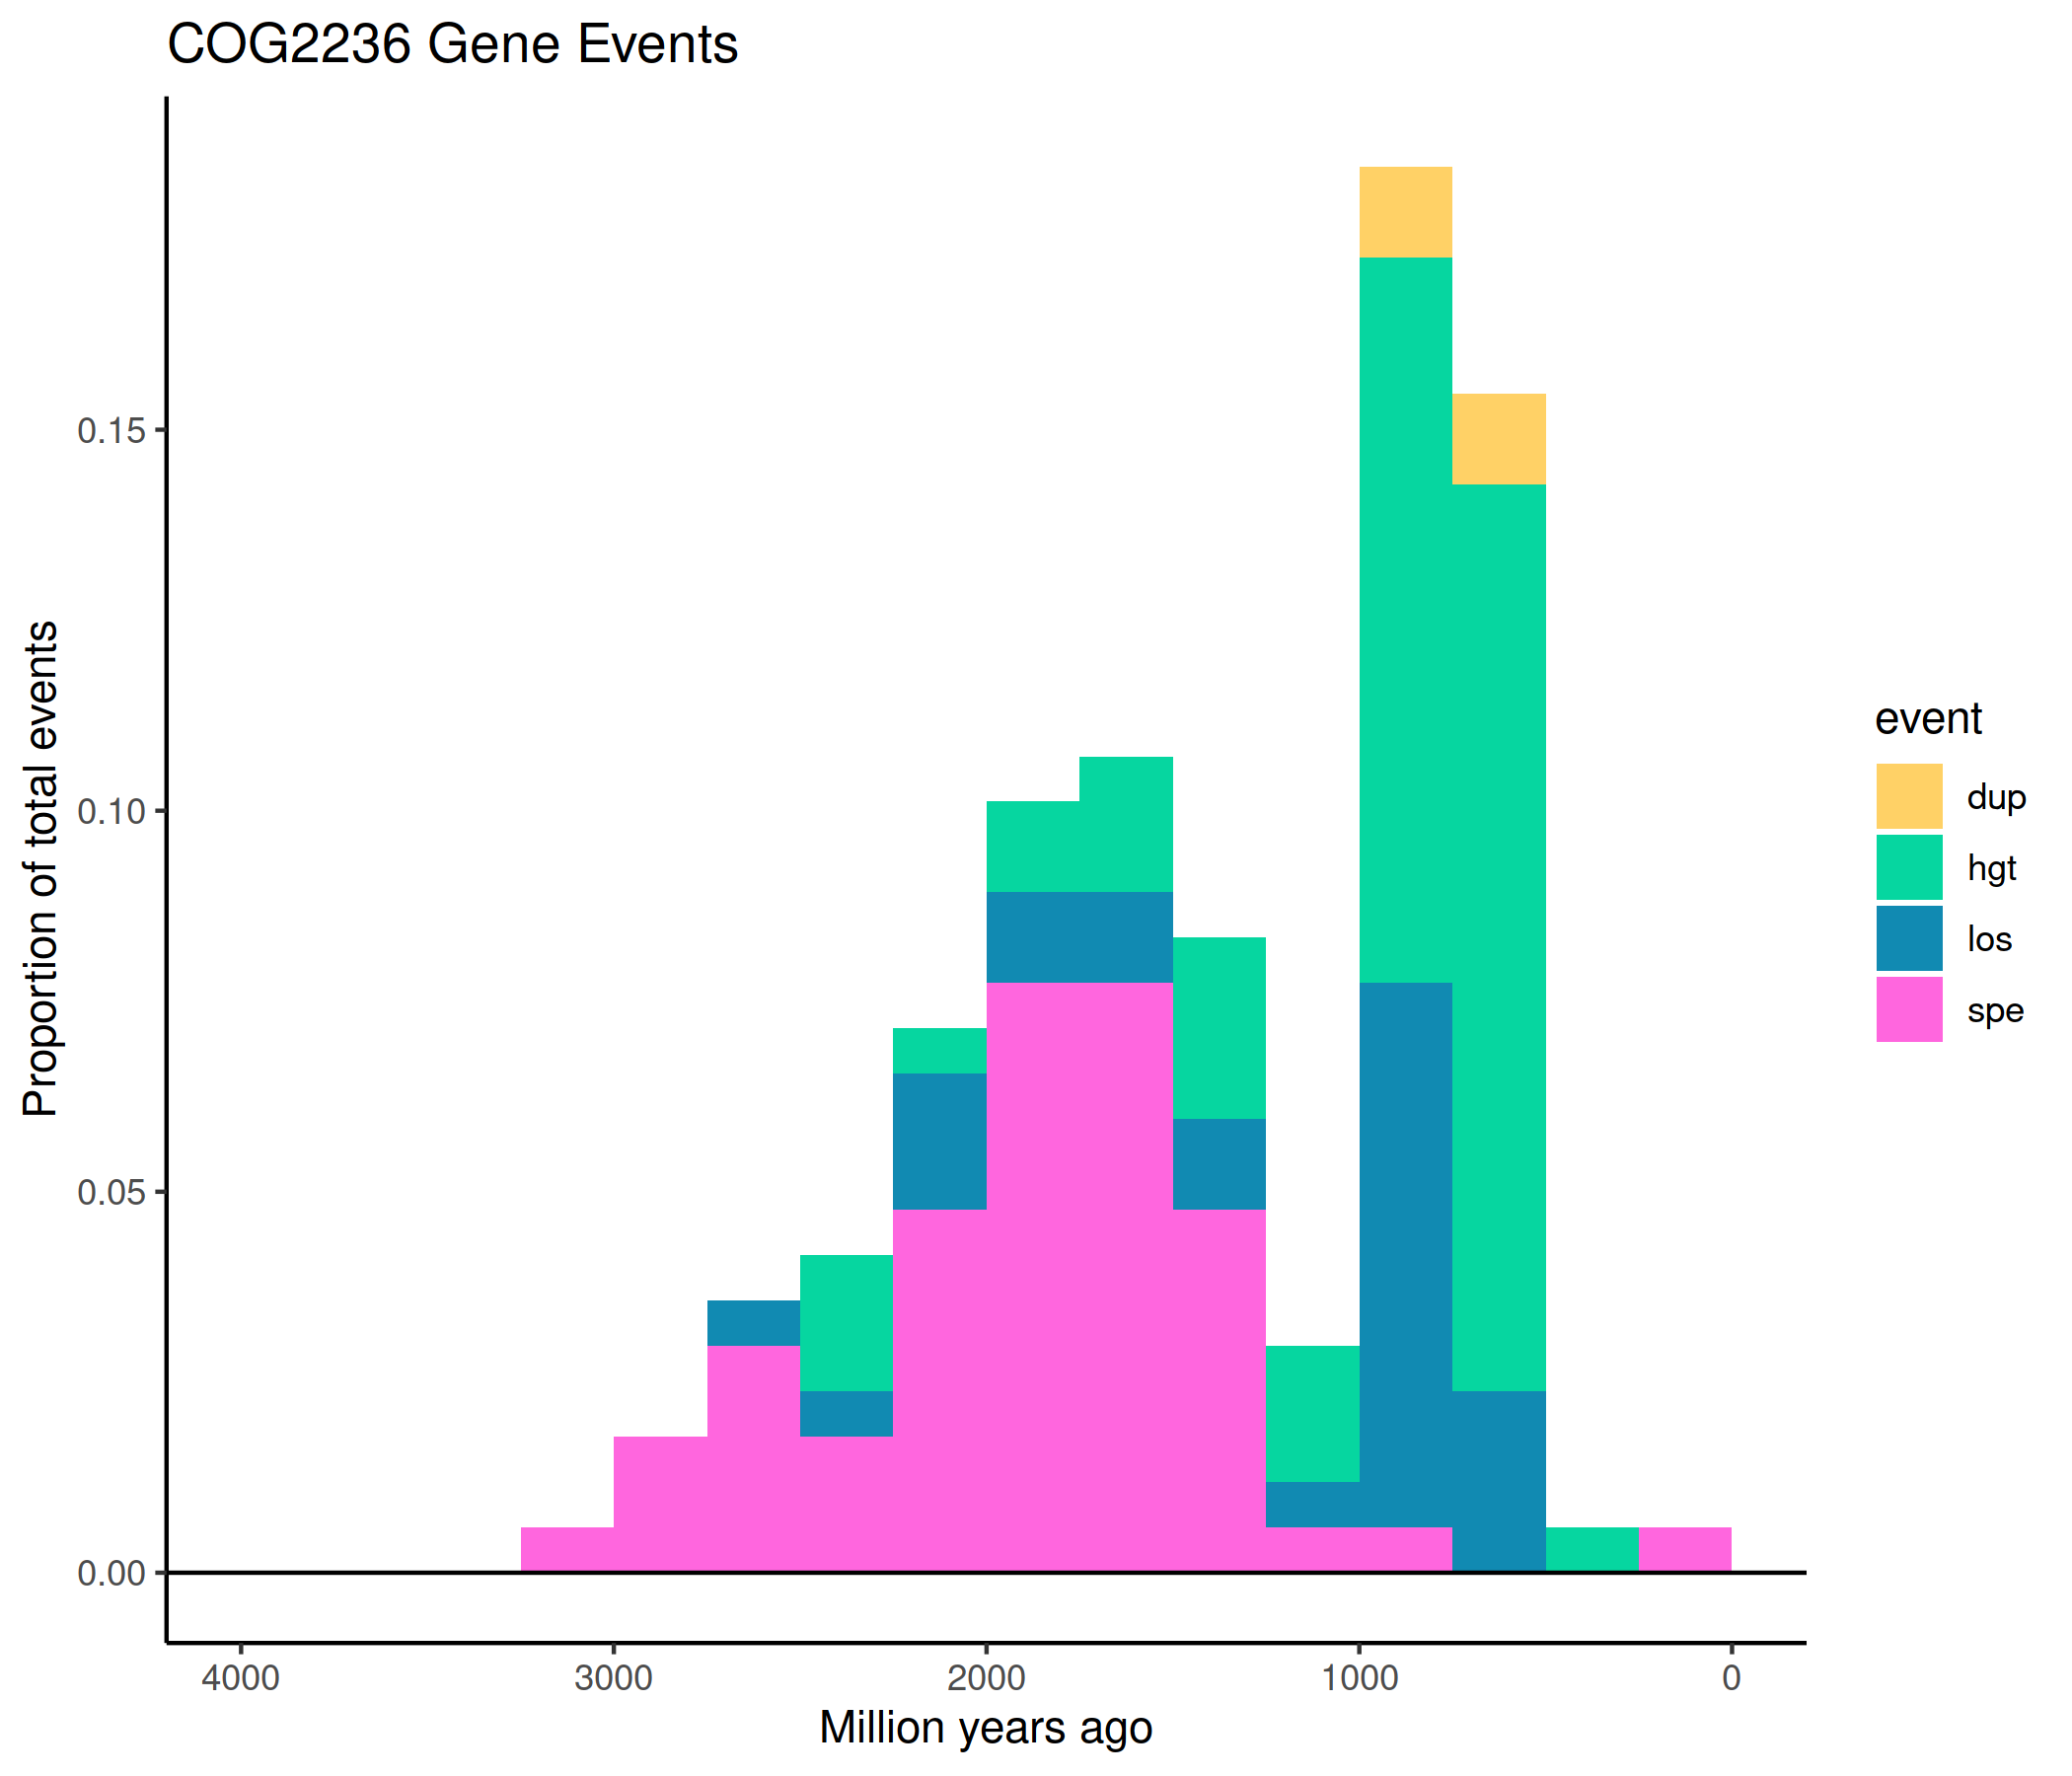 COG2236 Gene Events
Proportion of total events
0.15
0.10
0.05
0.00
4000 3000 2000 1000 0
Million years ago
event
dup
hgt
los
spe